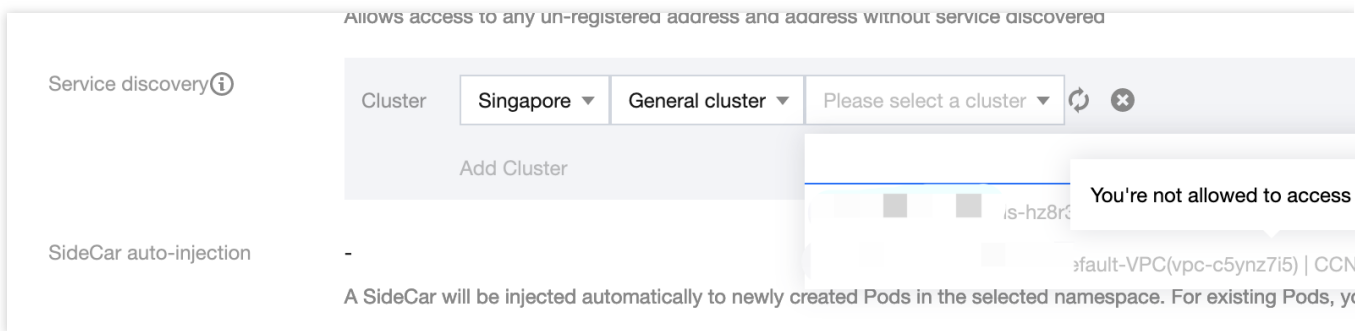 Allows access to any un-registered address and address without service discovered
Service discovery
Cluster Singapore General cluster Please select a cluster
Add Cluster
You're not allowed to access
ls-hz8r3
SideCar auto-injection -
efault-VPC(vpc-c5ynz7i5) | CCN
A SideCar will be injected automatically to newly created Pods in the selected namespace. For existing Pods, yo